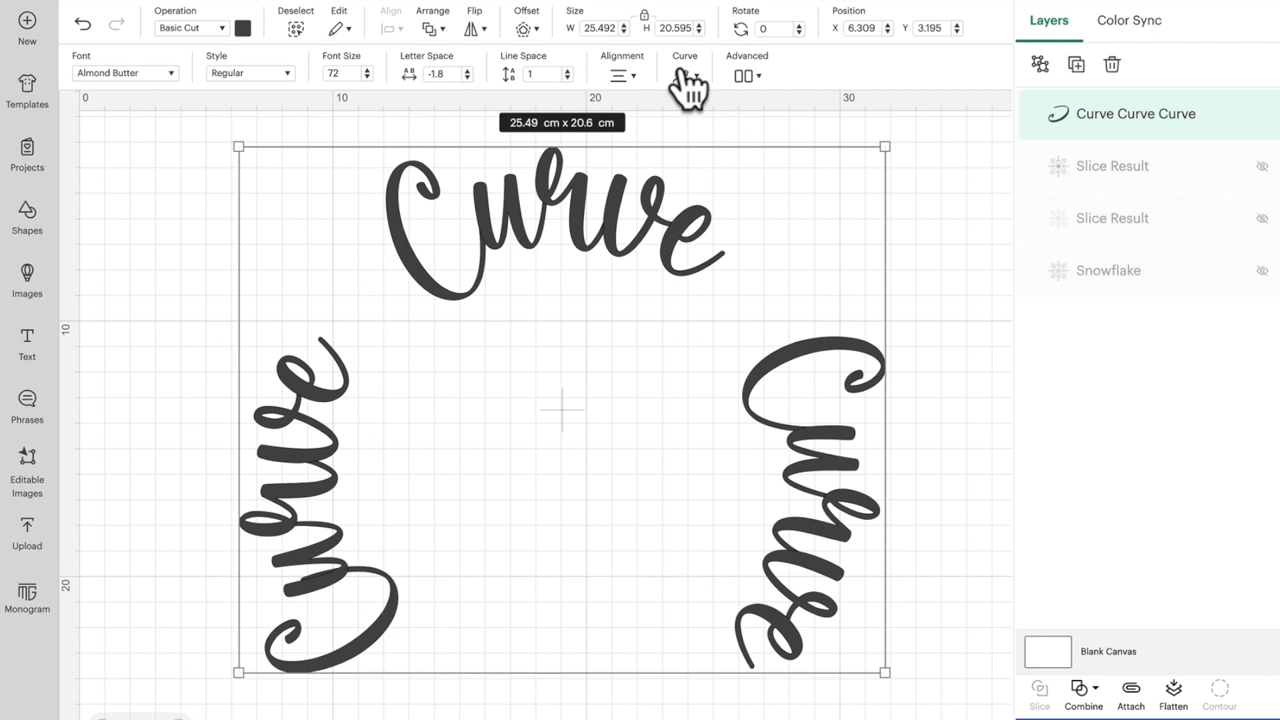 Operation Deselect Edit Align Arrange Flip Offset Size Rotate Position
Basic Cut W 25.492 H 20.595 0 X 6.309 Y 3.195
Font Style Font Size Letter Space Line Space Alignment Curve Advanced
Almond Butter Regular 72 -1.8 1
0 10 20 30
25.49 cm x 20.6 cm
New
Templates
Projects
Shapes
Images
Text
Phrases
Editable
Images
Upload
Monogram
10
20
Curve
Curve
Curve
Layers Color Sync
Curve Curve Curve
Slice Result
Slice Result
Snowflake
Blank Canvas
Slice Combine Attach Flatten Contour